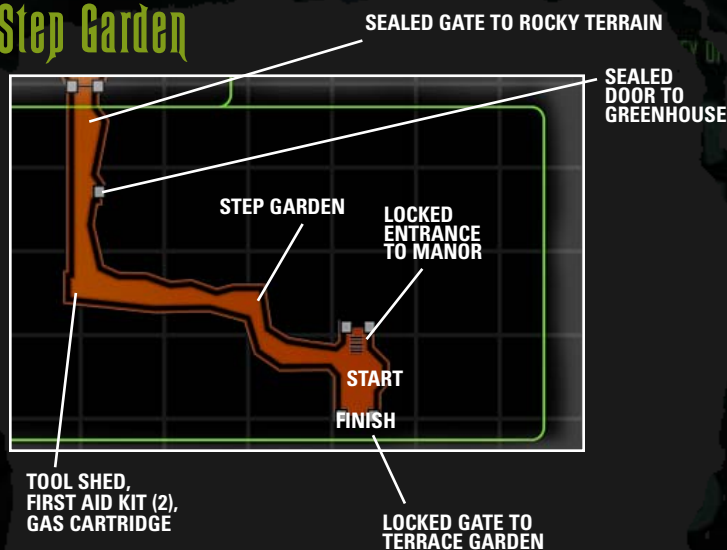 Step Garden
SEALED GATE TO ROCKY TERRAIN
SEALED
DOOR TO
GREENHOUSE
STEP GARDEN
LOCKED
ENTRANCE
TO MANOR
START
FINISH
TOOL SHED,
FIRST AID KIT (2),
GAS CARTRIDGE
LOCKED GATE TO
TERRACE GARDEN